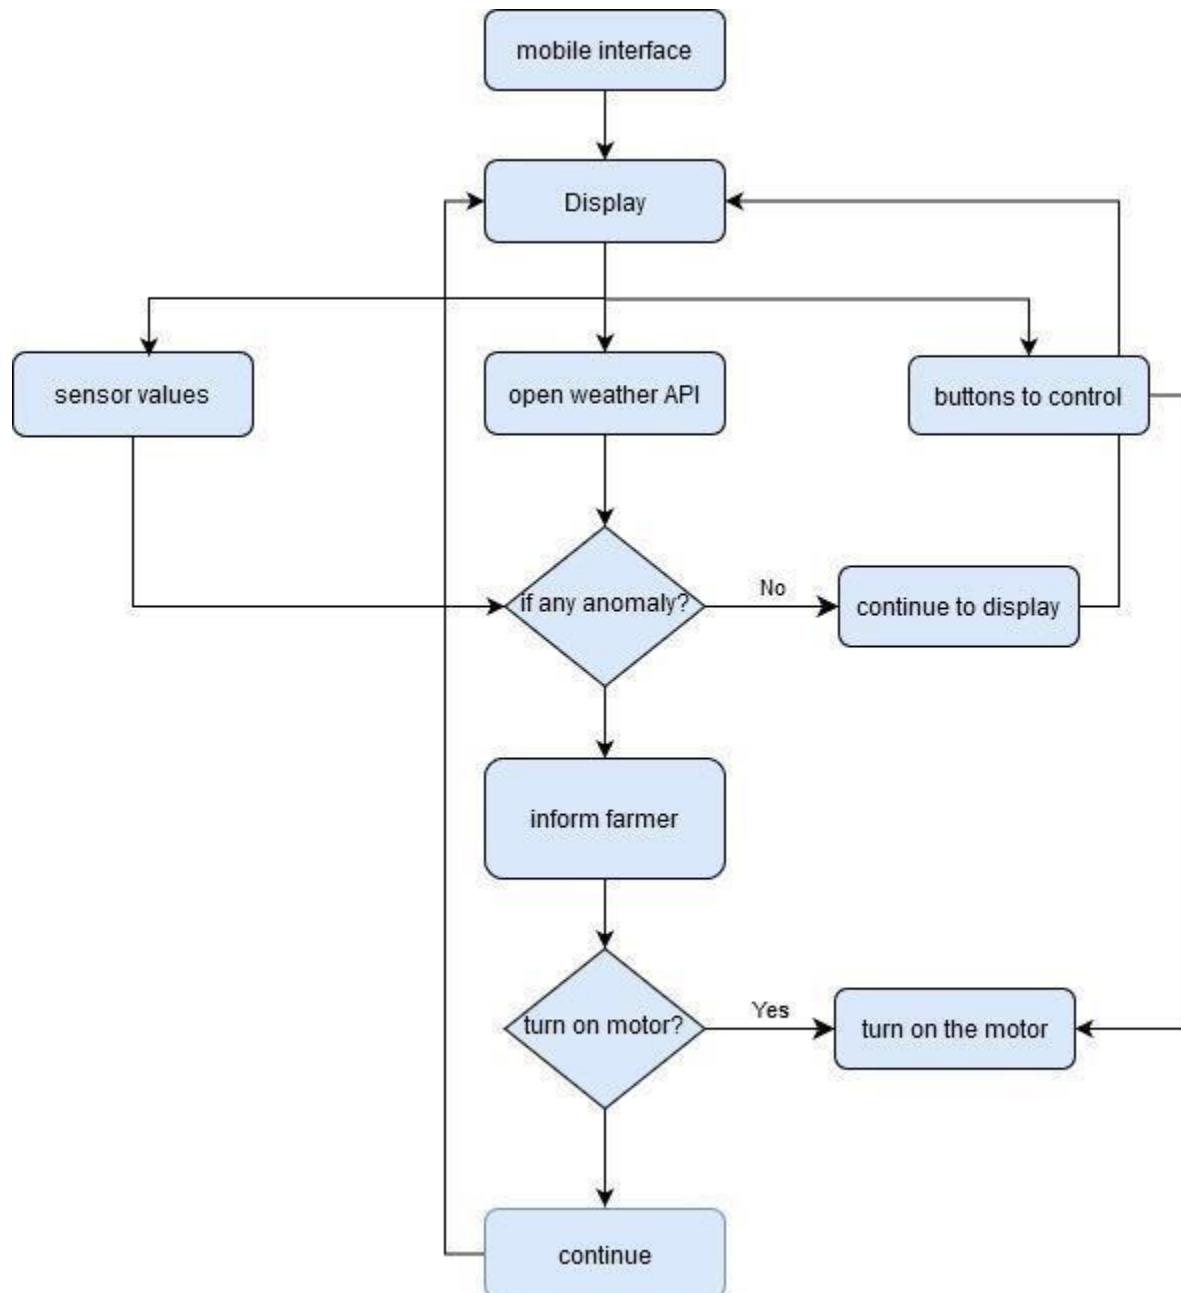 mobile interface
Display
sensor values
open weather API
buttons to control
if any anomaly?
No
continue to display
inform farmer
turn on motor?
Yes
turn on the motor
continue